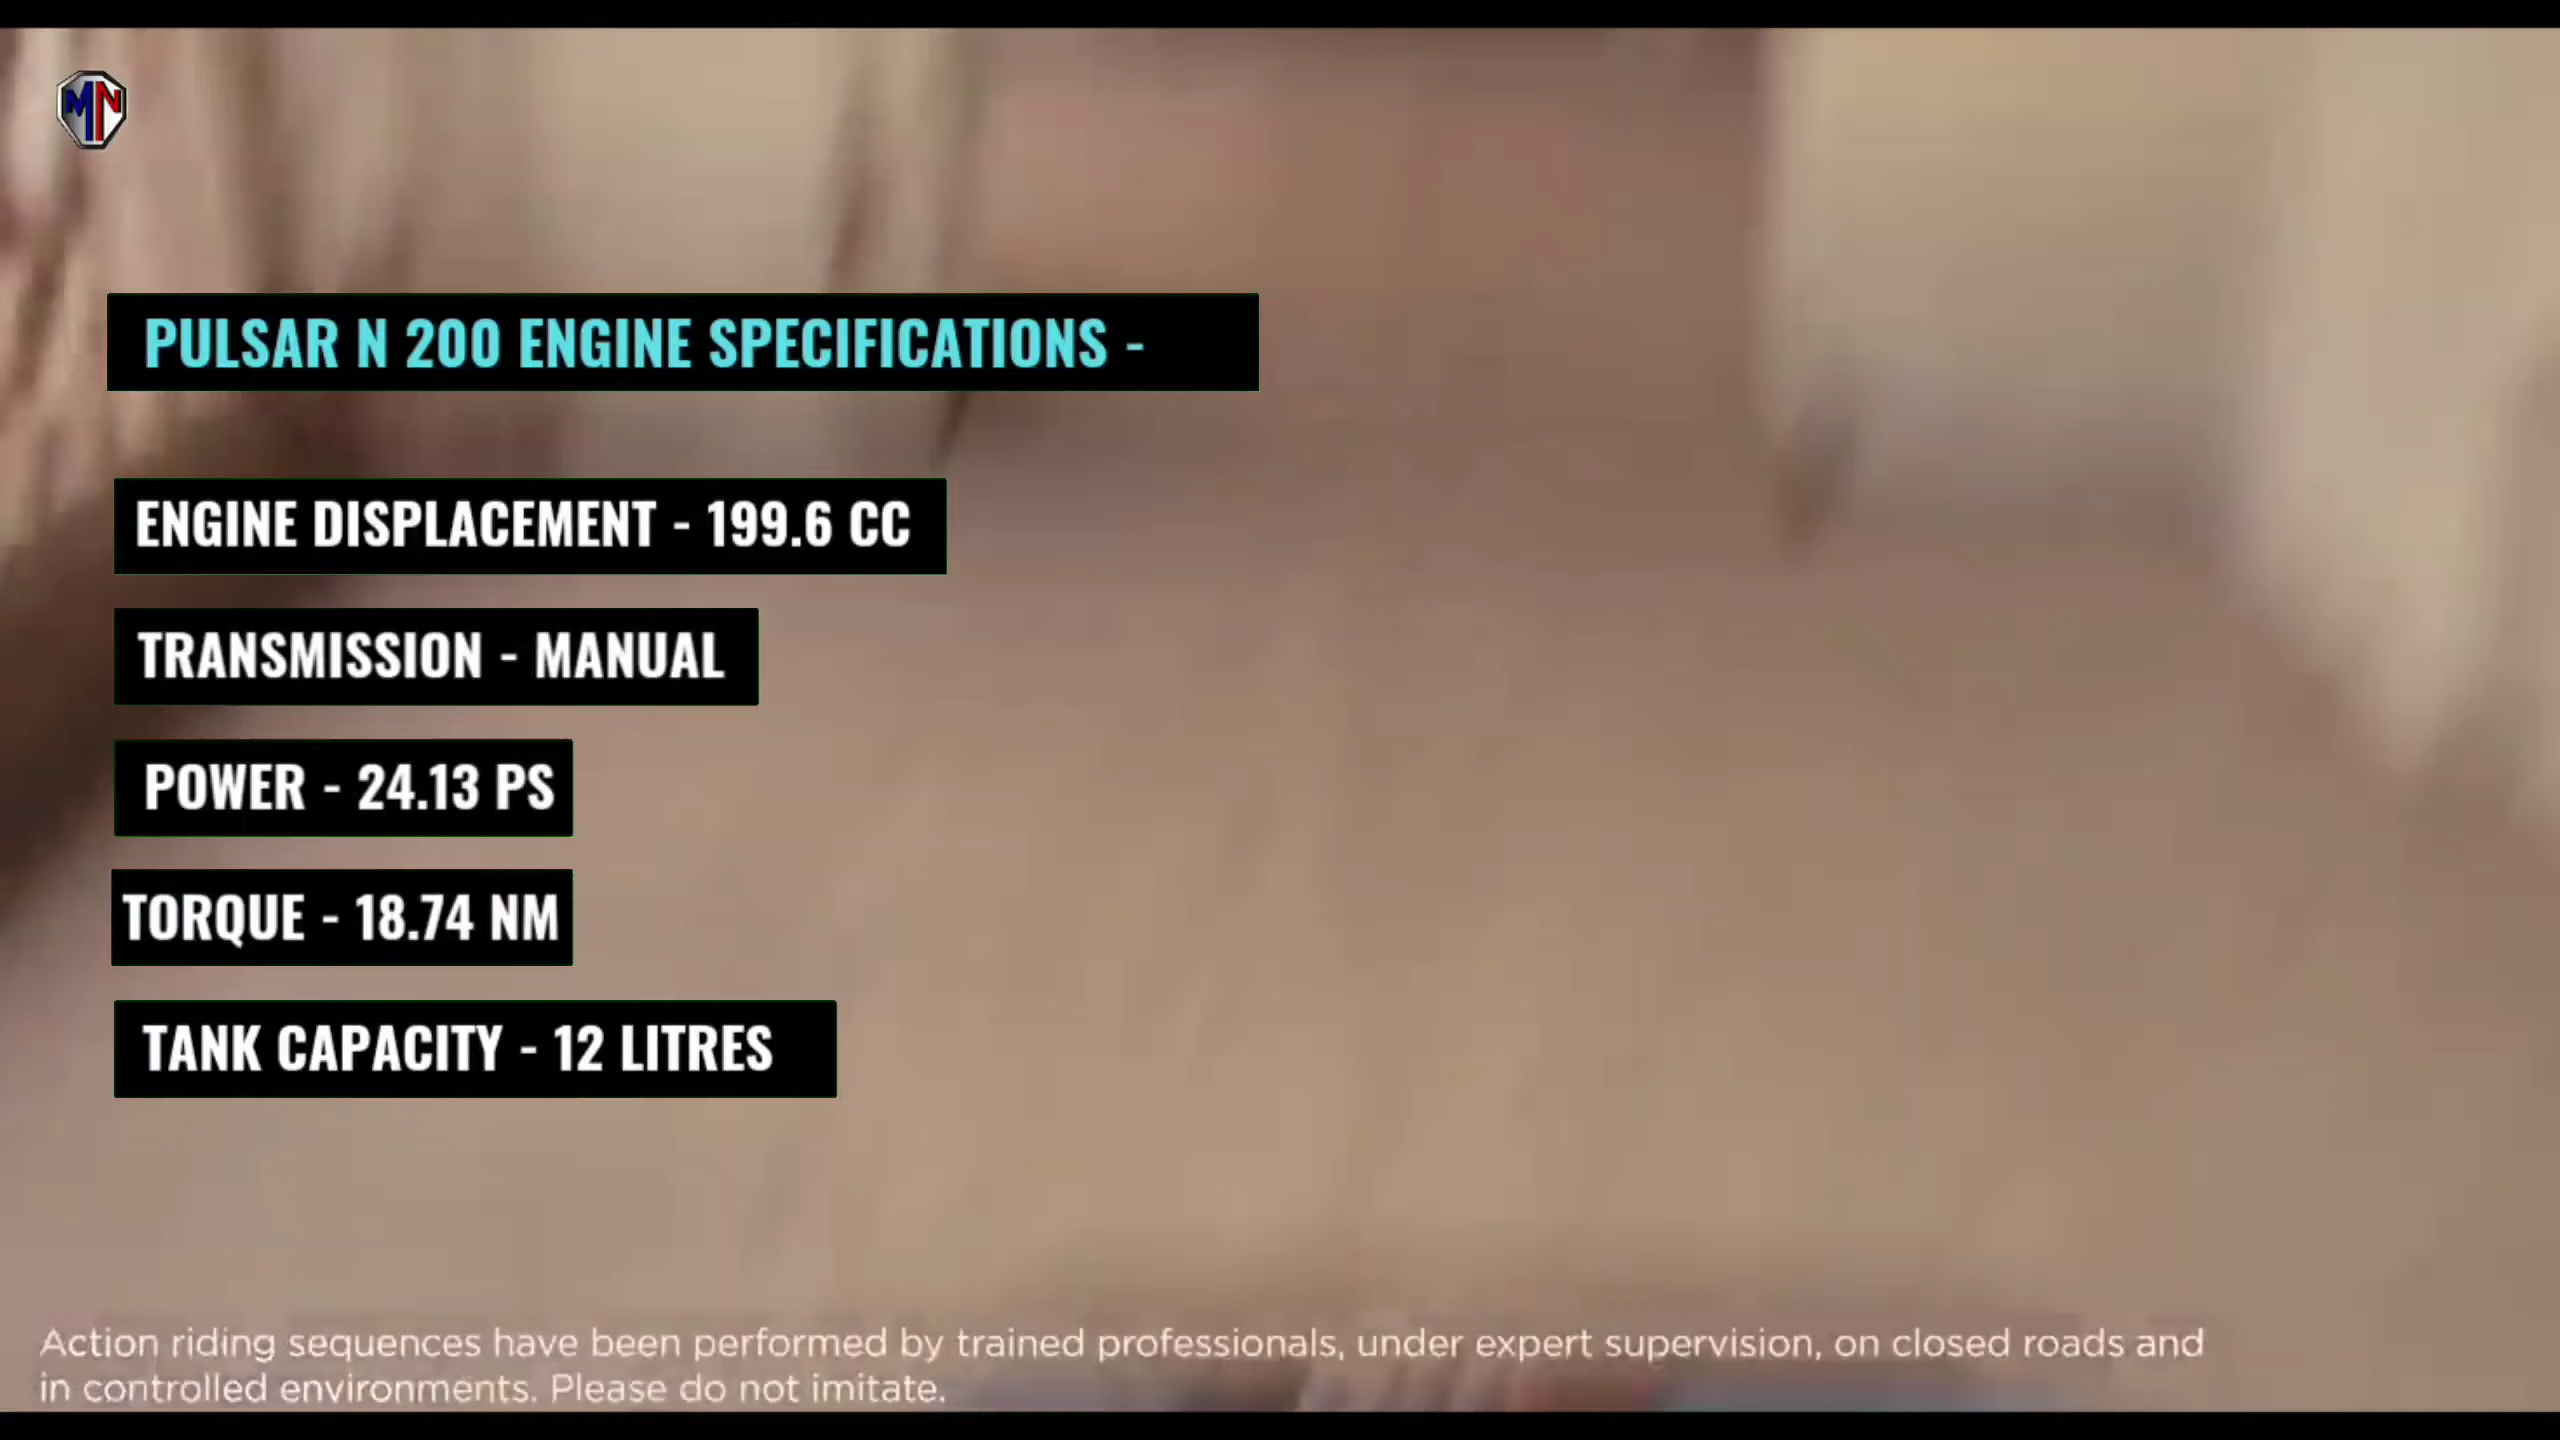 MN
PULSAR N 200 ENGINE SPECIFICATIONS -
ENGINE DISPLACEMENT - 199.6 CC
TRANSMISSION - MANUAL
POWER - 24.13 PS
TORQUE - 18.74 NM
TANK CAPACITY - 12 LITRES
Action riding sequences have been performed by trained professionals, under expert supervision, on closed roads and
in controlled environments. Please do not imitate.